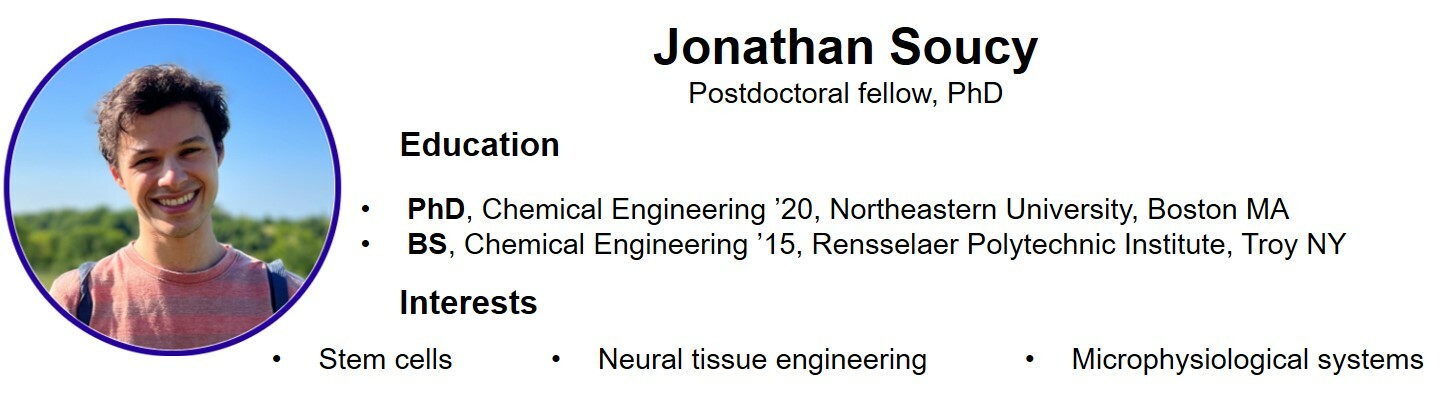 Jonathan Soucy
Postdoctoral fellow, PhD
Education
• PhD, Chemical Engineering ’20, Northeastern University, Boston MA
• BS, Chemical Engineering ’15, Rensselaer Polytechnic Institute, Troy NY
Interests
• Stem cells • Neural tissue engineering • Microphysiological systems